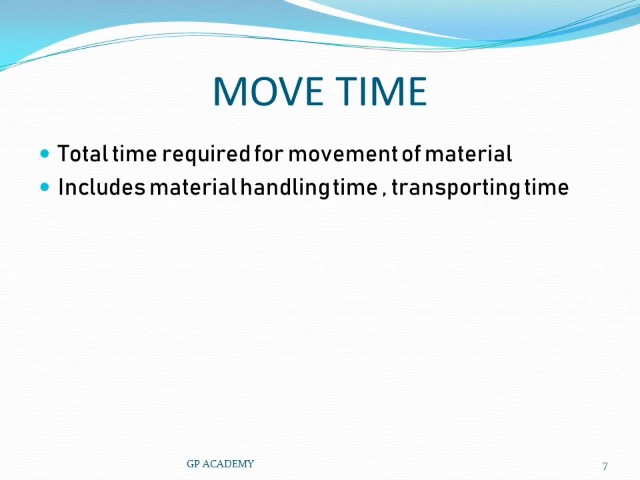 MOVE TIME
Total time required for movement of material
Includes material handling time , transporting time
GP ACADEMY
7